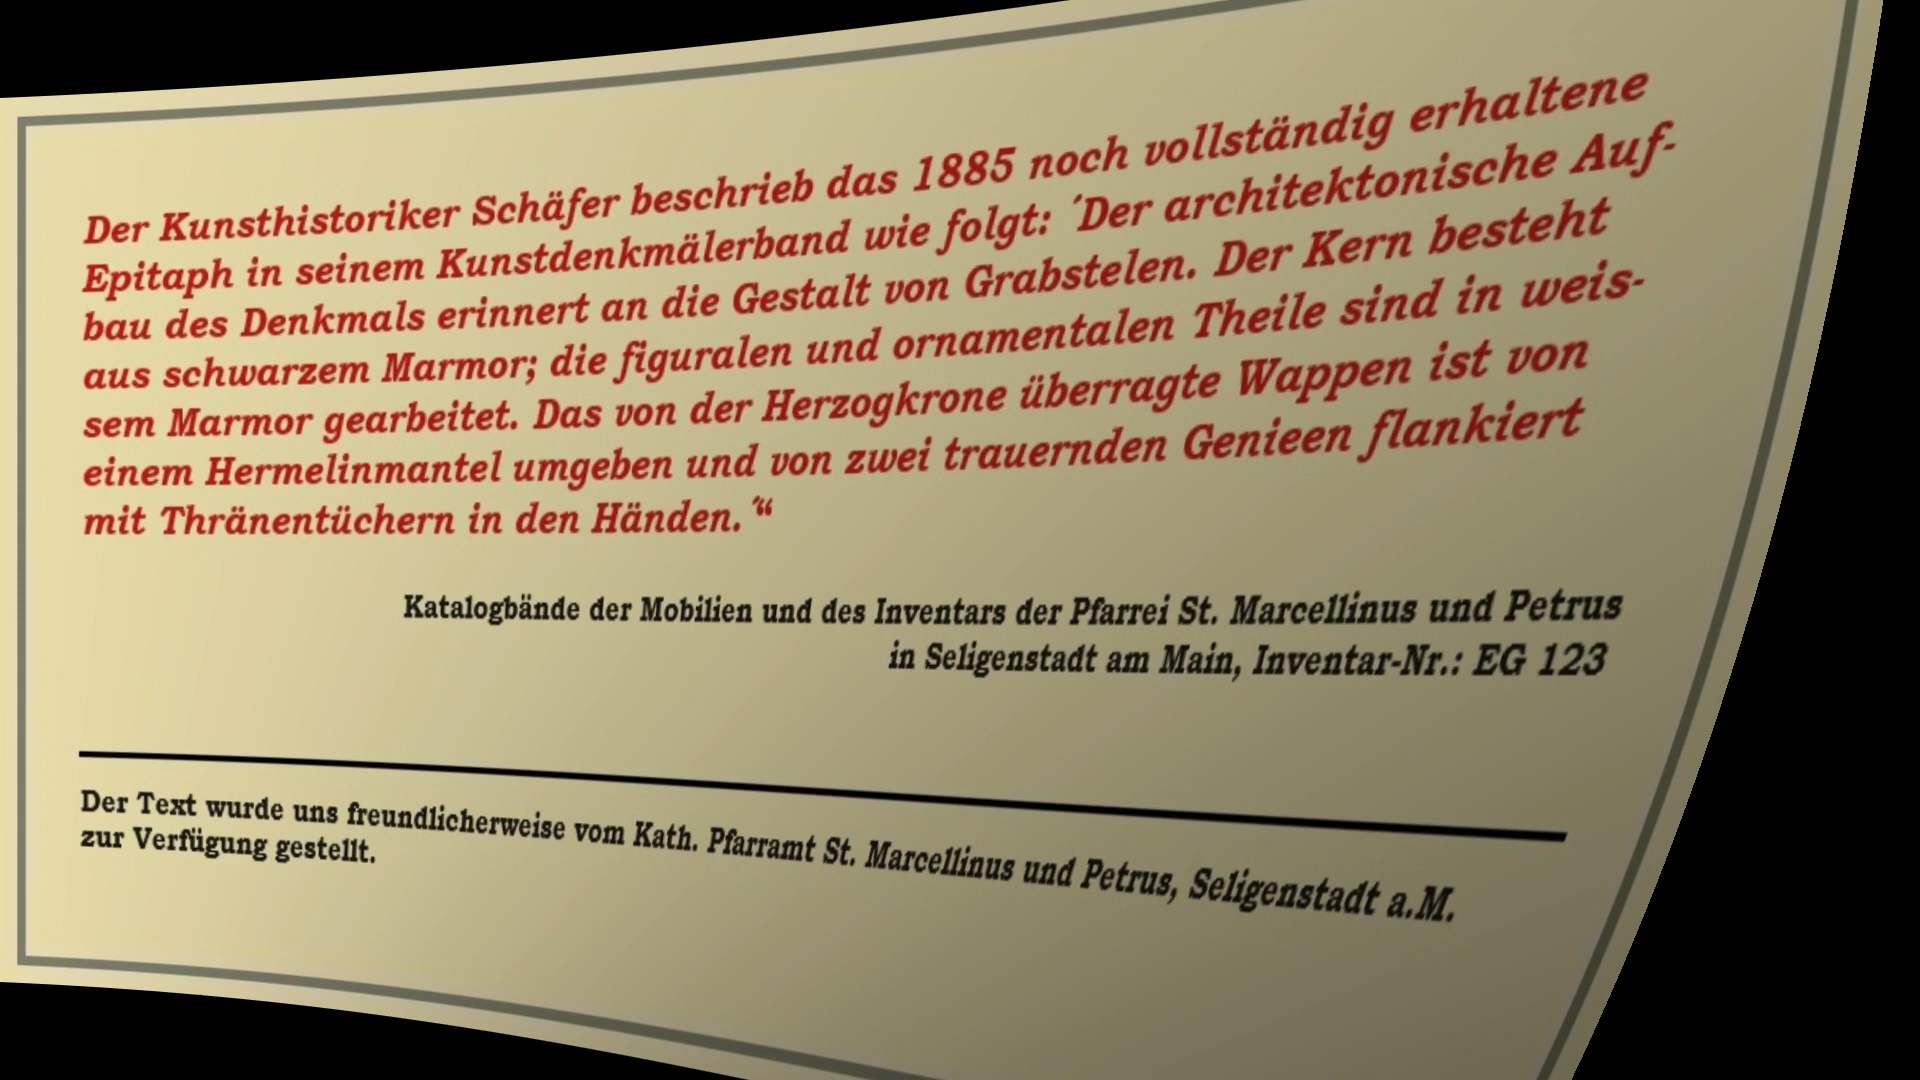 Der Kunsthistoriker Schäfer beschrieb das 1885 noch vollständig erhaltene
Epitaph in seinem Kunstdenkmälerband wie folgt: ´Der architektonische Auf-
bau des Denkmals erinnert an die Gestalt von Grabstelen. Der Kern besteht
aus schwarzem Marmor; die figuralen und ornamentalen Theile sind in weis-
sem Marmor gearbeitet. Das von der Herzogkrone überragte Wappen ist von
einem Hermelinmantel umgeben und von zwei trauernden Genieen flankiert
mit Thränentüchern in den Händen.´“
Katalogbände der Mobilien und des Inventars der Pfarrei St. Marcellinus und Petrus
in Seligenstadt am Main, Inventar-Nr.: EG 123
Der Text wurde uns freundlicherweise vom Kath. Pfarramt St. Marcellinus und Petrus, Seligenstadt a.M.
zur Verfügung gestellt.